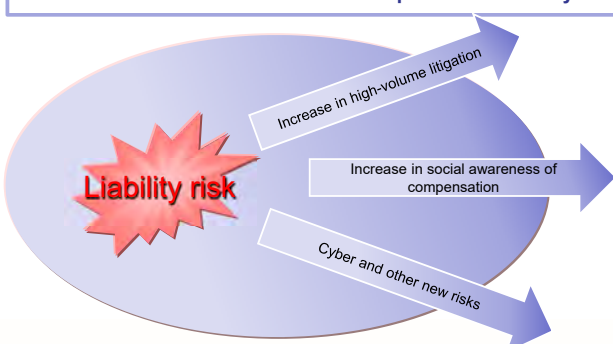 Increase in high-volume litigation
Liability risk
Increase in social awareness of
compensation
Cyber and other new risks